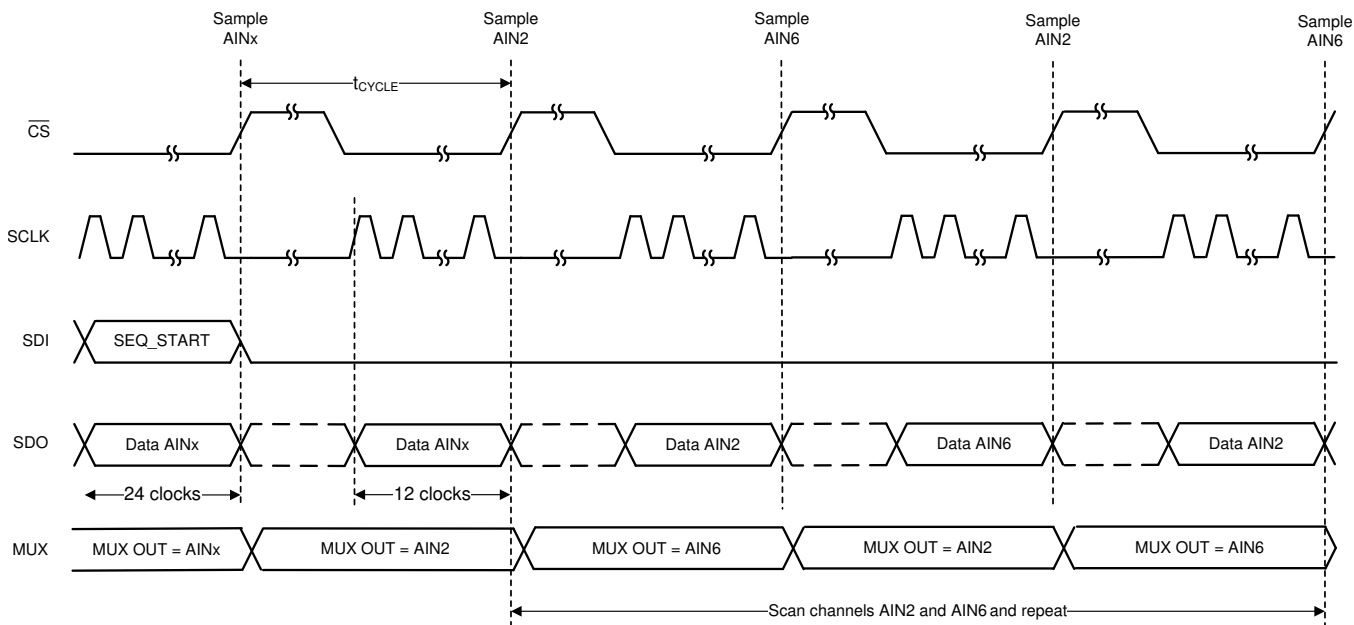 Sample
AINx
Sample
AIN2
Sample
AIN6
Sample
AIN2
Sample
AIN6
tCYCLE
CS
SCLK
SDI
SEQ_START
SDO
Data AINx
Data AINx
Data AIN2
Data AIN6
Data AIN2
24 clocks
12 clocks
MUX
MUX OUT = AINx
MUX OUT = AIN2
MUX OUT = AIN6
MUX OUT = AIN2
MUX OUT = AIN6
Scan channels AIN2 and AIN6 and repeat